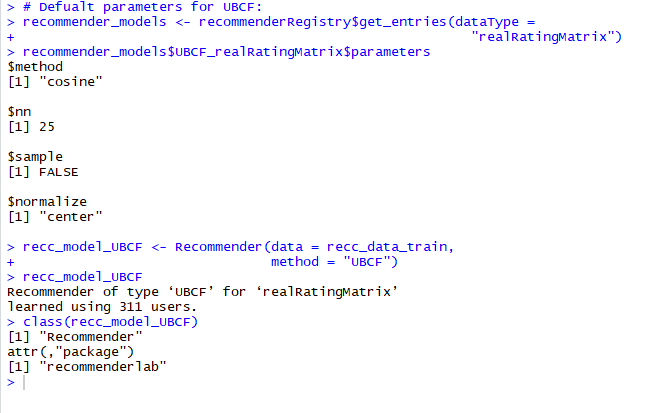 > # Defualt parameters for UBCF:
> recommender_models <- recommenderRegistry$get_entries(dataType =
+                                                          "realRatingMatrix")
> recommender_models$UBCF_realRatingMatrix$parameters
$method
[1] "cosine"

$nn
[1] 25

$sample
[1] FALSE

$normalize
[1] "center"

> recc_model_UBCF <- Recommender(data = recc_data_train,
+                                method = "UBCF")
> recc_model_UBCF
Recommender of type ‘UBCF’ for ‘realRatingMatrix’
learned using 311 users.
> class(recc_model_UBCF)
[1] "Recommender"
attr(,"package")
[1] "recommenderlab"
>